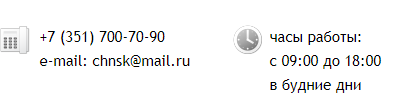 +7 (351) 700-70-90
e-mail: chnsk@mail.ru
часы работы:
с 09:00 до 18:00
в будние дни